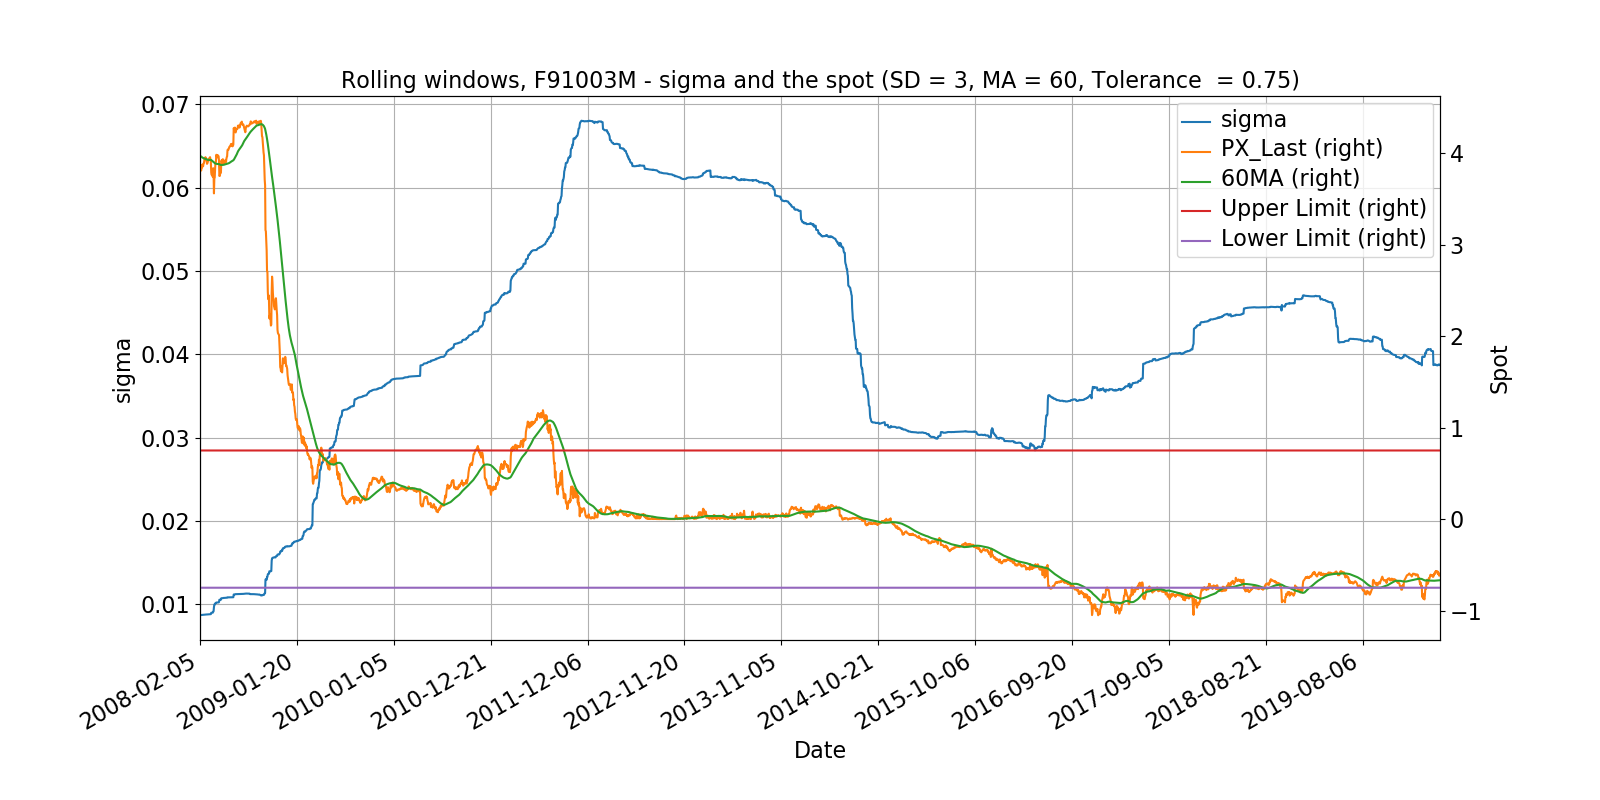 Rolling windows, F91003M - sigma and the spot (SD = 3, MA = 60, Tolerance  = 0.75)
0.07
0.06
0.05
0.04
0.03
0.02
0.01
sigma
sigma
PX_Last (right)
60MA (right)
Upper Limit (right)
Lower Limit (right)
4
3
2
1
0
−1
Spot
2008-02-05
2009-01-20
2010-01-05
2010-12-21
2011-12-06
2012-11-20
2013-11-05
2014-10-21
2015-10-06
2016-09-20
2017-09-05
2018-08-21
2019-08-06
Date